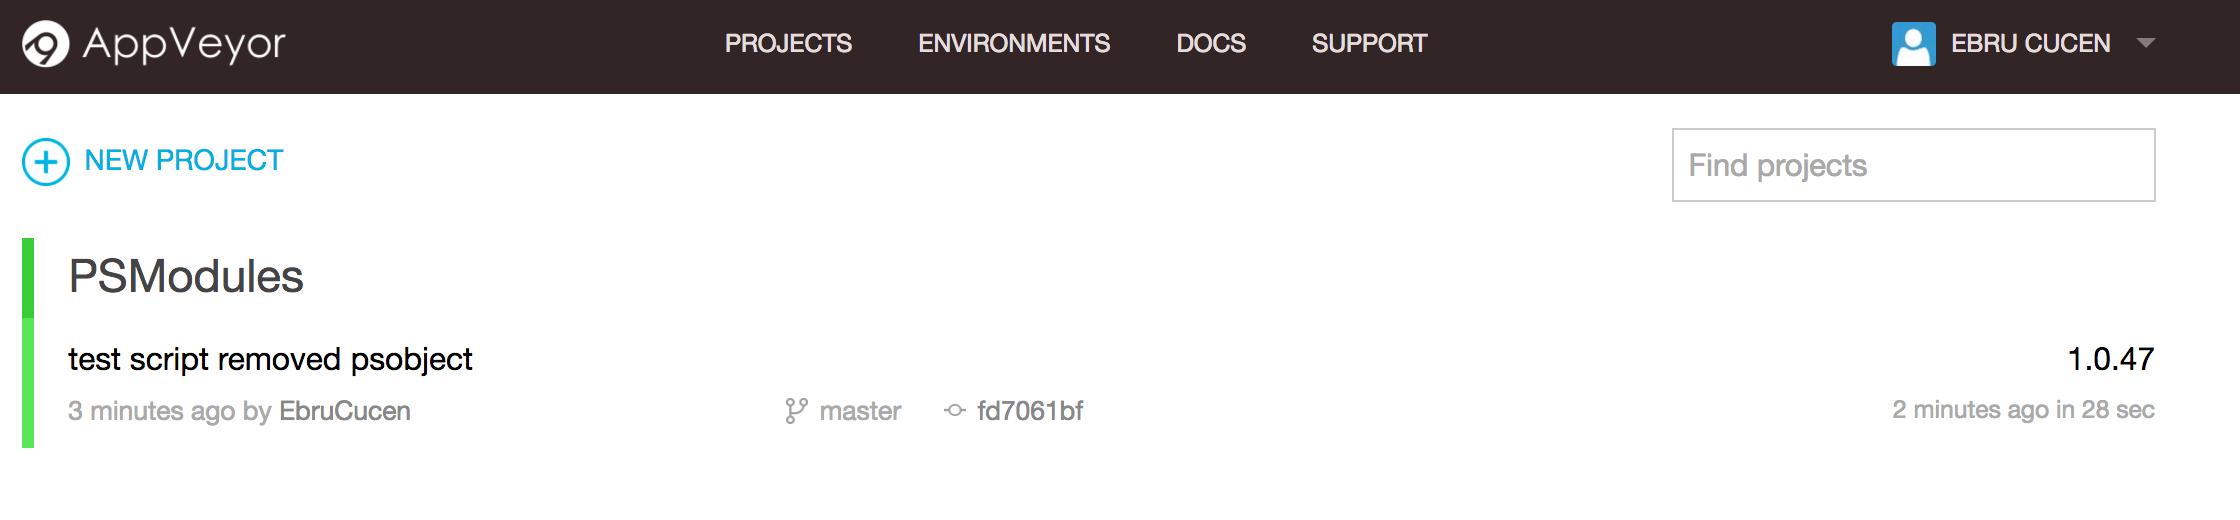 AppVeyor PROJECTS ENVIRONMENTS DOCS SUPPORT EBRU CUCEN
NEW PROJECT Find projects
PSModules
test script removed psobject 1.0.47
3 minutes ago by EbruCucen master fd7061bf 2 minutes ago in 28 sec